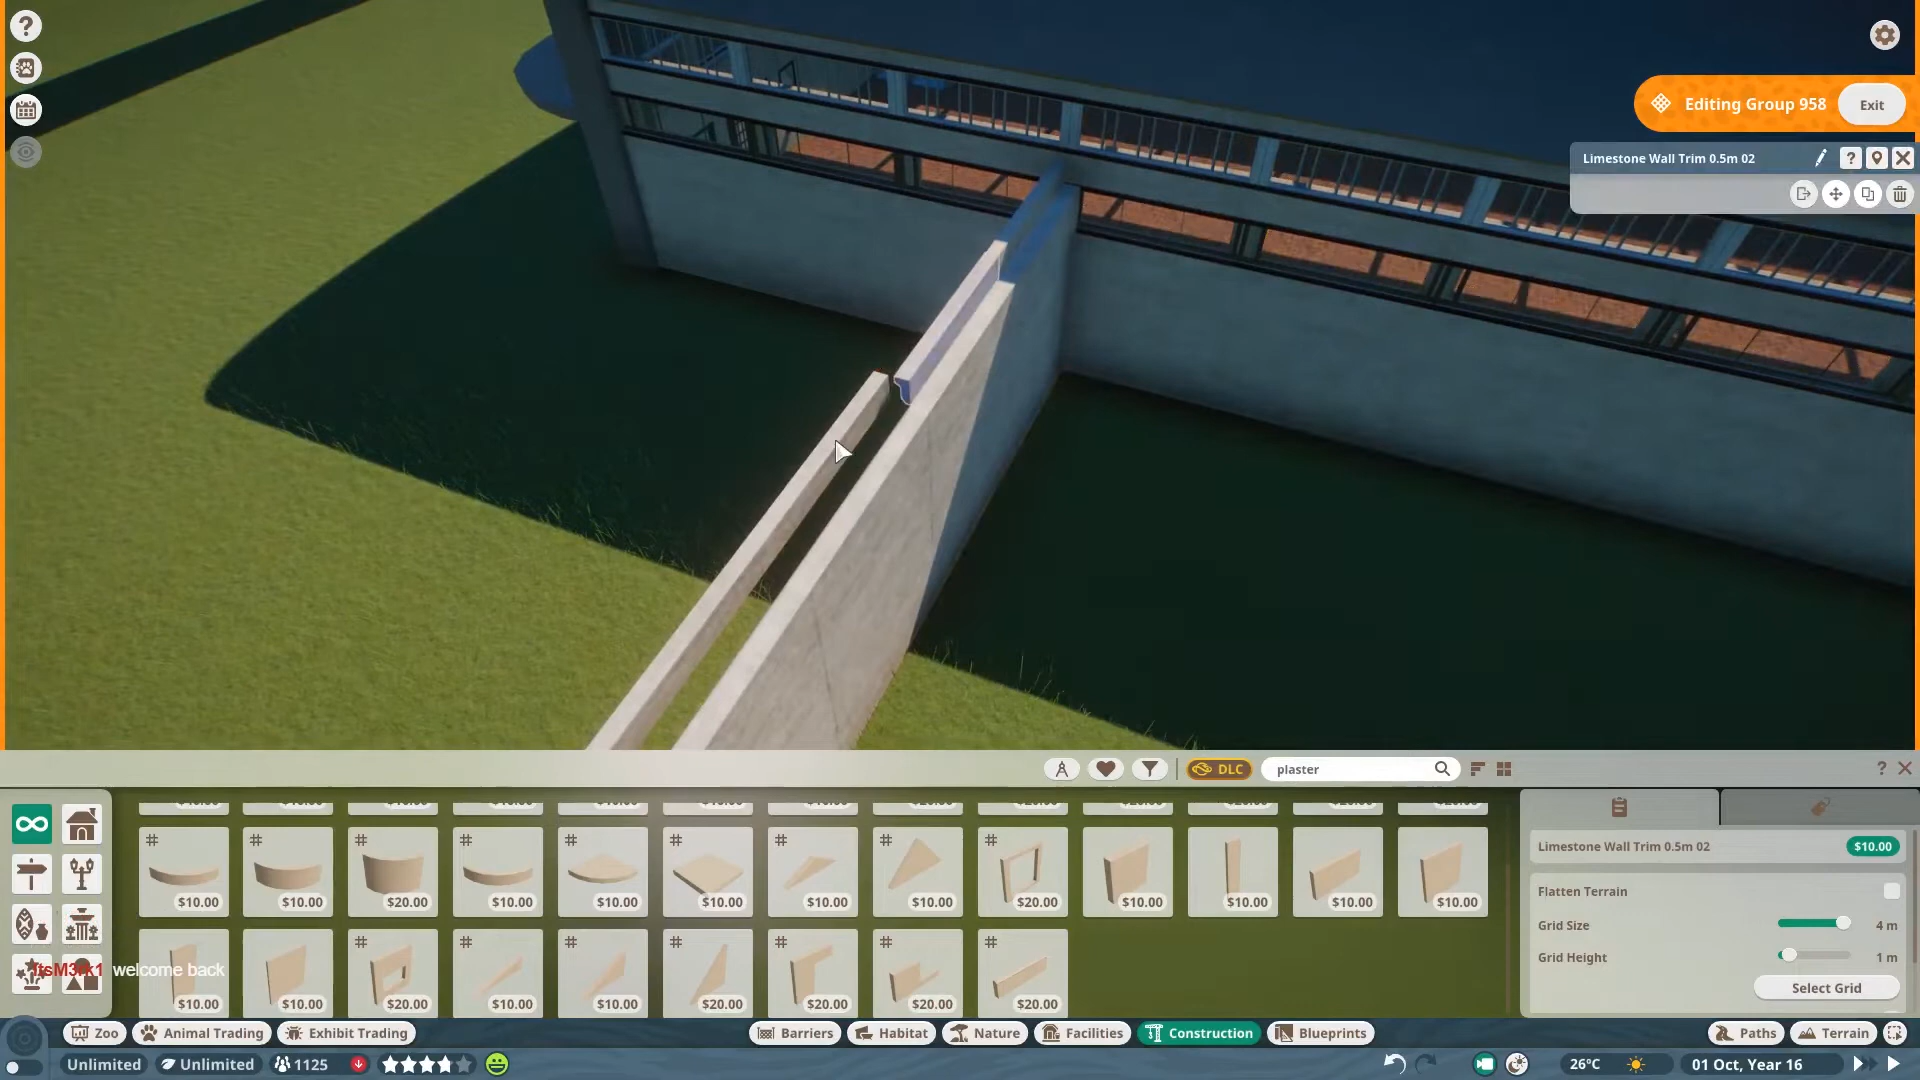 ?
Editing Group 958
Exit
Limestone Wall Trim 0.5m 02
?
DLC
plaster
?
# # # # # # # # #
$10.00 $10.00 $20.00 $10.00 $10.00 $10.00 $10.00 $10.00 $20.00 $10.00 $10.00 $10.00 $10.00
# # # # # # #
$10.00 $10.00 $20.00 $10.00 $10.00 $20.00 $20.00 $20.00 $20.00
ItsM3rk1 welcome back
Limestone Wall Trim 0.5m 02 $10.00
Flatten Terrain
Grid Size 4 m
Grid Height 1 m
Select Grid
Zoo Animal Trading Exhibit Trading Barriers Habitat Nature Facilities Construction Blueprints Paths Terrain
Unlimited Unlimited 1125 26°C 01 Oct, Year 16